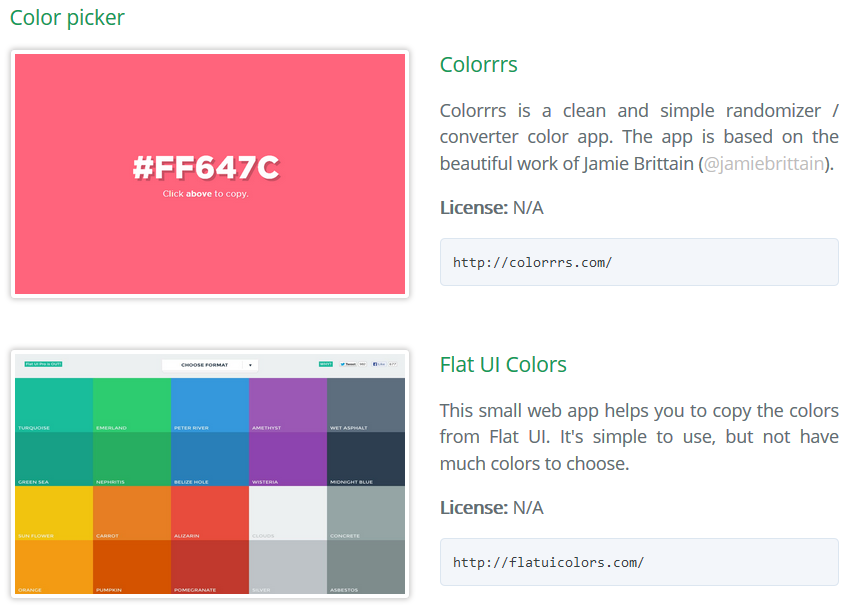 Color picker
#FF647C
Click above to copy.
Colorrrs
Colorrrs is a clean and simple randomizer /
converter color app. The app is based on the
beautiful work of Jamie Brittain (@jamiebrittain).
License: N/A
http://colorrrs.com/
CHOOSE FORMAT
Tweet
Like
TURQUOISE
EMERLAND
PETER RIVER
AMETHYST
WET ASPHALT
GREEN SEA
NEPHRITIS
BELIZE HOLE
WISTERIA
MIDNIGHT BLUE
SUN FLOWER
CARROT
ALIZARIN
CLOUDS
CONCRETE
ORANGE
PUMPKIN
POMEGRANATE
SILVER
ASBESTOS
Flat UI Colors
This small web app helps you to copy the colors
from Flat UI. It's simple to use, but not have
much colors to choose.
License: N/A
http://flatuicolors.com/